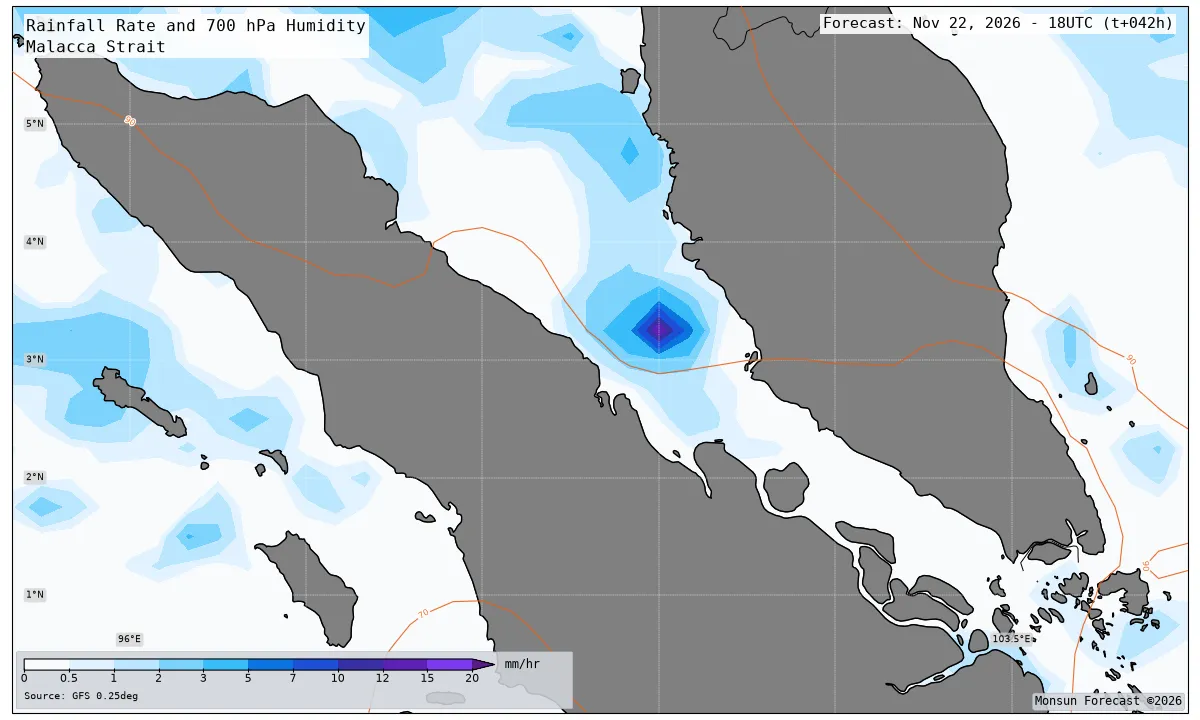 Rainfall Rate and 700 hPa Humidity
Malacca Strait
Forecast: Nov 22, 2026 - 18UTC (t+042h)
90
5°N
4°N
3°N
90
2°N
90
1°N
70
96°E
103.5°E
mm/hr
0 0.5 1 2 3 5 7 10 12 15 20
Source: GFS 0.25deg
Monsun Forecast ©2026